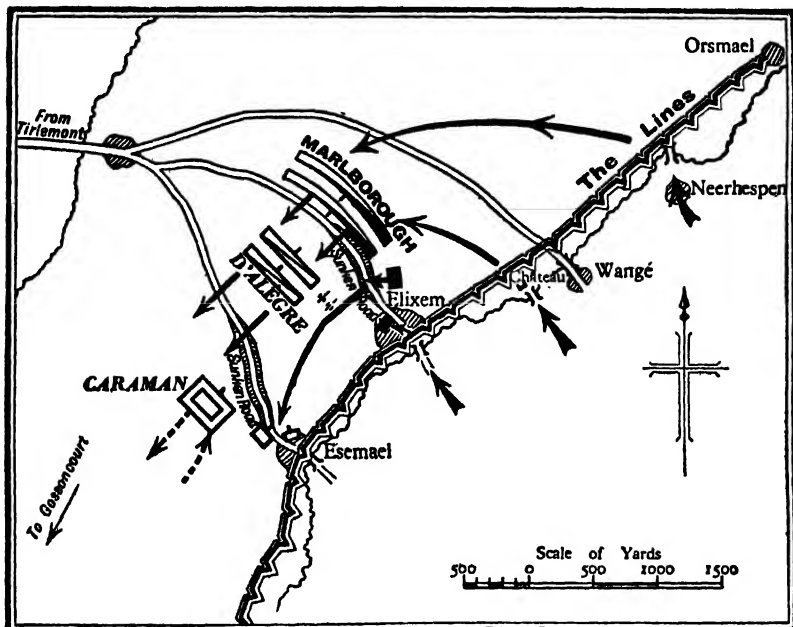 Orsmael
From
Tirlemont
The Lines
MARLBOROUGH
Neerhespen
D'ALÈGRE
Sunken Road
Elixem
Château
Wangé
CARAMAN
Sunken Road
Esemael
To Gossoncourt
Scale of Yards
500 0 500 1000 1500